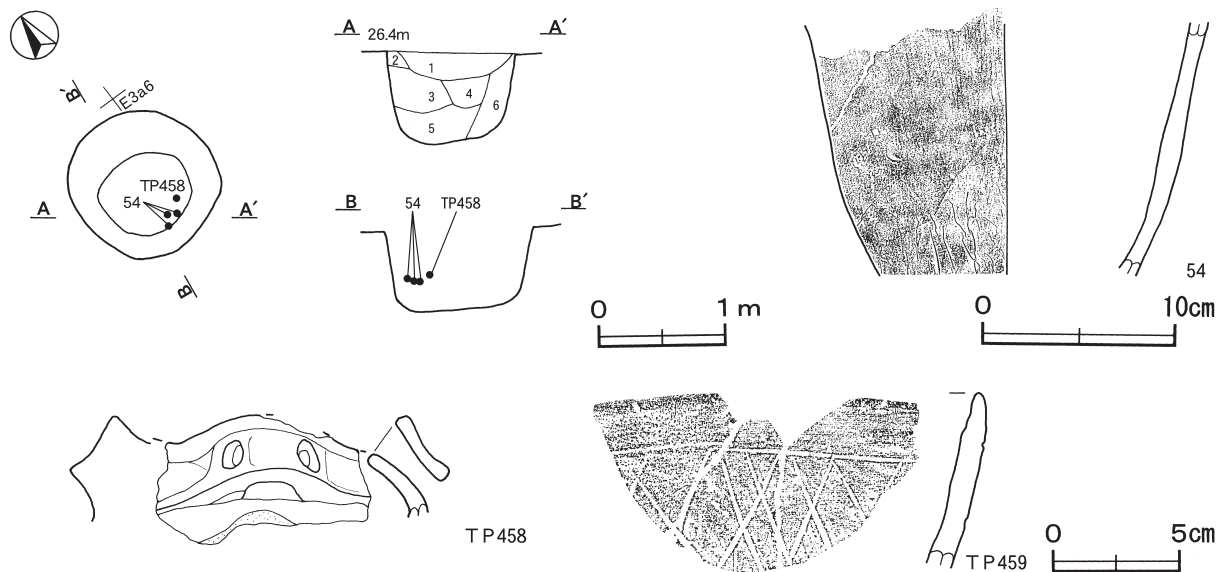 A 26.4m A′
1
2
3
4
5
6
B′
E3a6
TP458
54
A A′
B
B 54 TP458 B′
54
0 1m
0 10cm
TP458
TP459
0 5cm